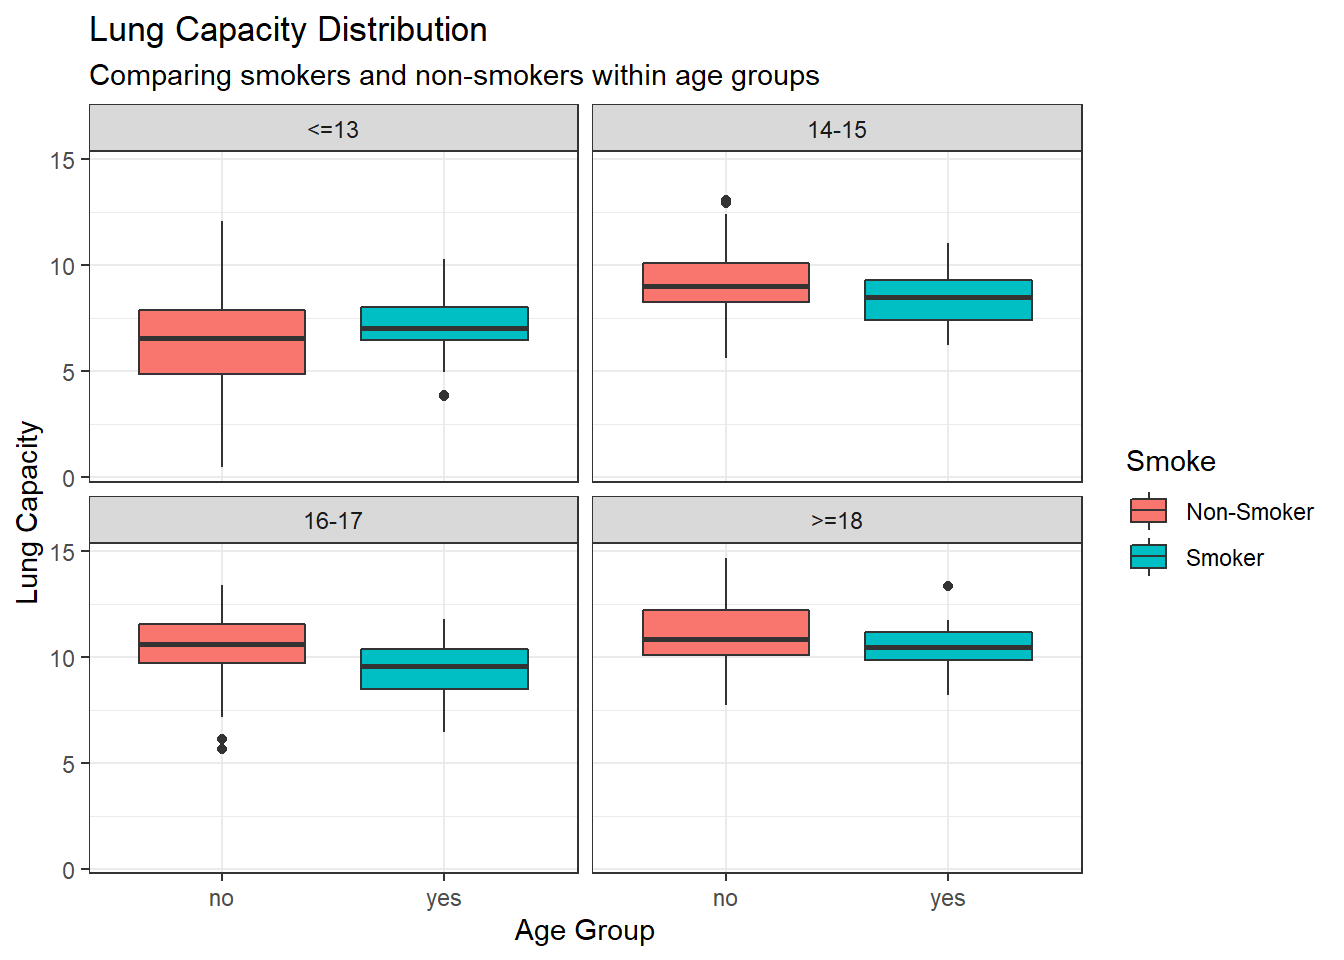 Lung Capacity Distribution
Comparing smokers and non-smokers within age groups
<=13
14-15
15
10
5
0
16-17
>=18
15
10
5
0
no
yes
no
yes
Age Group
Lung Capacity
Smoke
Non-Smoker
Smoker